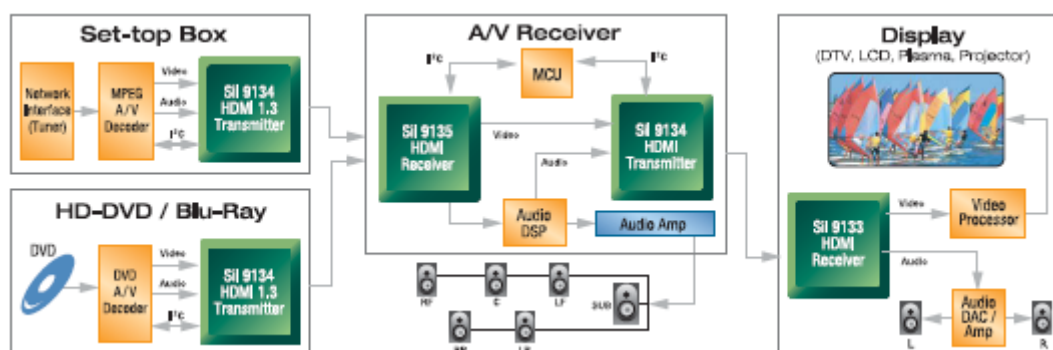 Set-top Box
Network
Interface
(Tuner)
MPEG
A/V
Decoder
Video
Audio
I²C
SiI 9134
HDMI 1.3
Transmitter
HD-DVD / Blu-Ray
DVD
DVD
A/V
Decoder
Video
Audio
I²C
SiI 9134
HDMI 1.3
Transmitter
A/V Receiver
I²C
MCU
I²C
SiI 9135
HDMI
Receiver
Video
Audio
SiI 9134
HDMI
Transmitter
Audio
DSP
Audio Amp
RF
C
LF
SUB
Display
(DTV, LCD, Plasma, Projector)
SiI 9133
HDMI
Receiver
Video
Video
Processor
Audio
Audio
DAC /
Amp
L
R